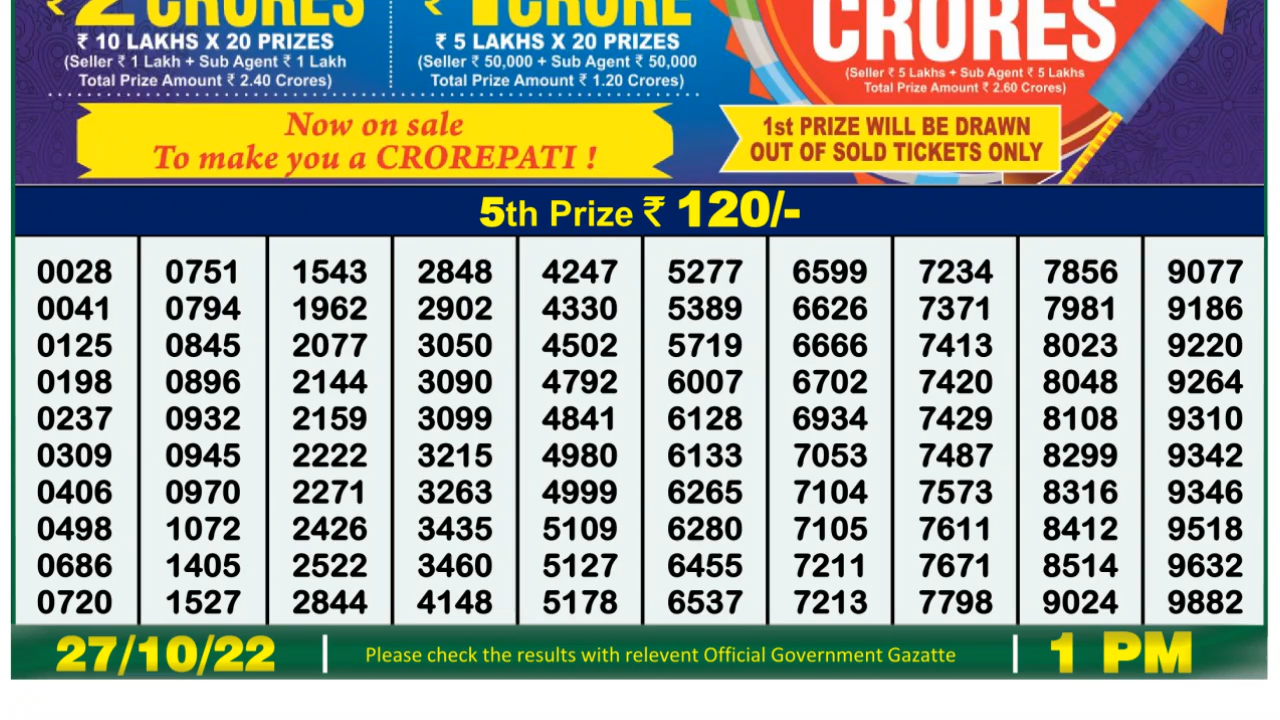 ₹ 2 CRORES
₹ 10 LAKHS X 20 PRIZES
(Seller ₹ 1 Lakh + Sub Agent ₹ 1 Lakh
Total Prize Amount ₹ 2.40 Crores)
₹ 1 CRORE
₹ 5 LAKHS X 20 PRIZES
(Seller ₹ 50,000 + Sub Agent ₹ 50,000
Total Prize Amount ₹ 1.20 Crores)
CRORES
(Seller ₹ 5 Lakhs + Sub Agent ₹ 5 Lakhs
Total Prize Amount ₹ 2.60 Crores)
Now on sale
To make you a CROREPATI !
1st PRIZE WILL BE DRAWN
OUT OF SOLD TICKETS ONLY
5th Prize ₹ 120/-
0028 0751 1543 2848 4247 5277 6599 7234 7856 9077
0041 0794 1962 2902 4330 5389 6626 7371 7981 9186
0125 0845 2077 3050 4502 5719 6666 7413 8023 9220
0198 0896 2144 3090 4792 6007 6702 7420 8048 9264
0237 0932 2159 3099 4841 6128 6934 7429 8108 9310
0309 0945 2222 3215 4980 6133 7053 7487 8299 9342
0406 0970 2271 3263 4999 6265 7104 7573 8316 9346
0498 1072 2426 3435 5109 6280 7105 7611 8412 9518
0686 1405 2522 3460 5127 6455 7211 7671 8514 9632
0720 1527 2844 4148 5178 6537 7213 7798 9024 9882
27/10/22 | Please check the results with relevent Official Government Gazatte | 1 PM